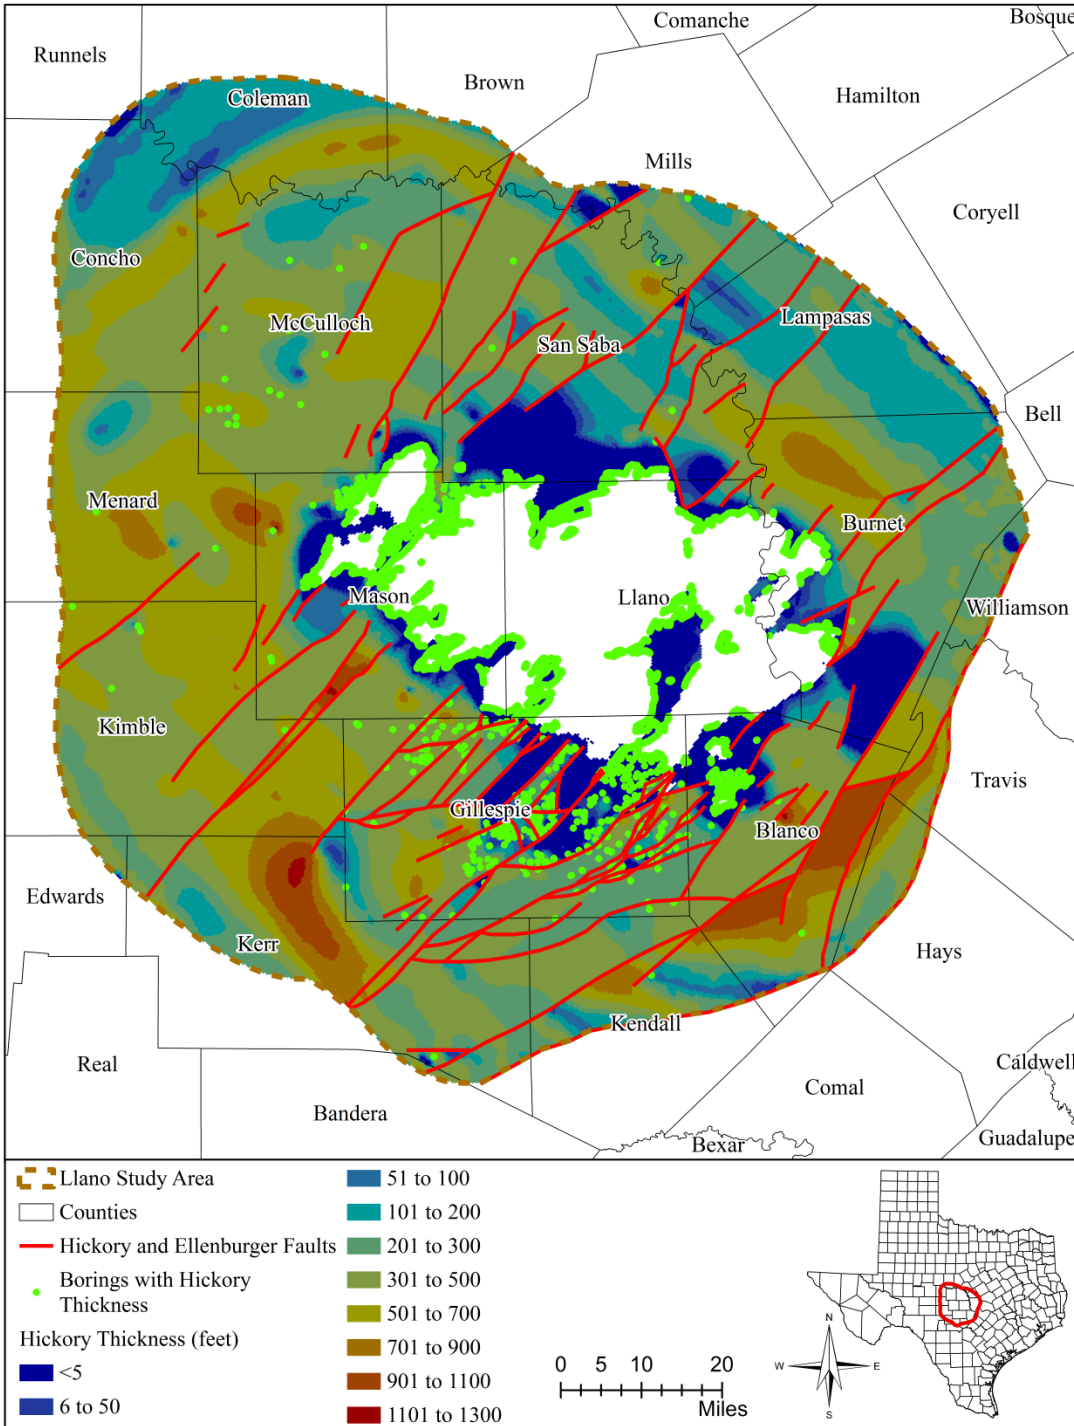 Comanche
Bosque
Runnels
Brown
Coleman
Hamilton
Mills
Coryell
Concho
McCulloch
San Saba
Lampasas
Bell
Menard
Burnet
Mason
Llano
Williamson
Kimble
Travis
Gillespie
Blanco
Edwards
Kerr
Hays
Kendall
Real
Caldwell
Comal
Bandera
Guadalupe
Bexar
Llano Study Area
Counties
Hickory and Ellenburger Faults
Borings with Hickory
Thickness
Hickory Thickness (feet)
<5
6 to 50
51 to 100
101 to 200
201 to 300
301 to 500
501 to 700
701 to 900
901 to 1100
1101 to 1300
0 5 10 20
Miles
N
W E
S